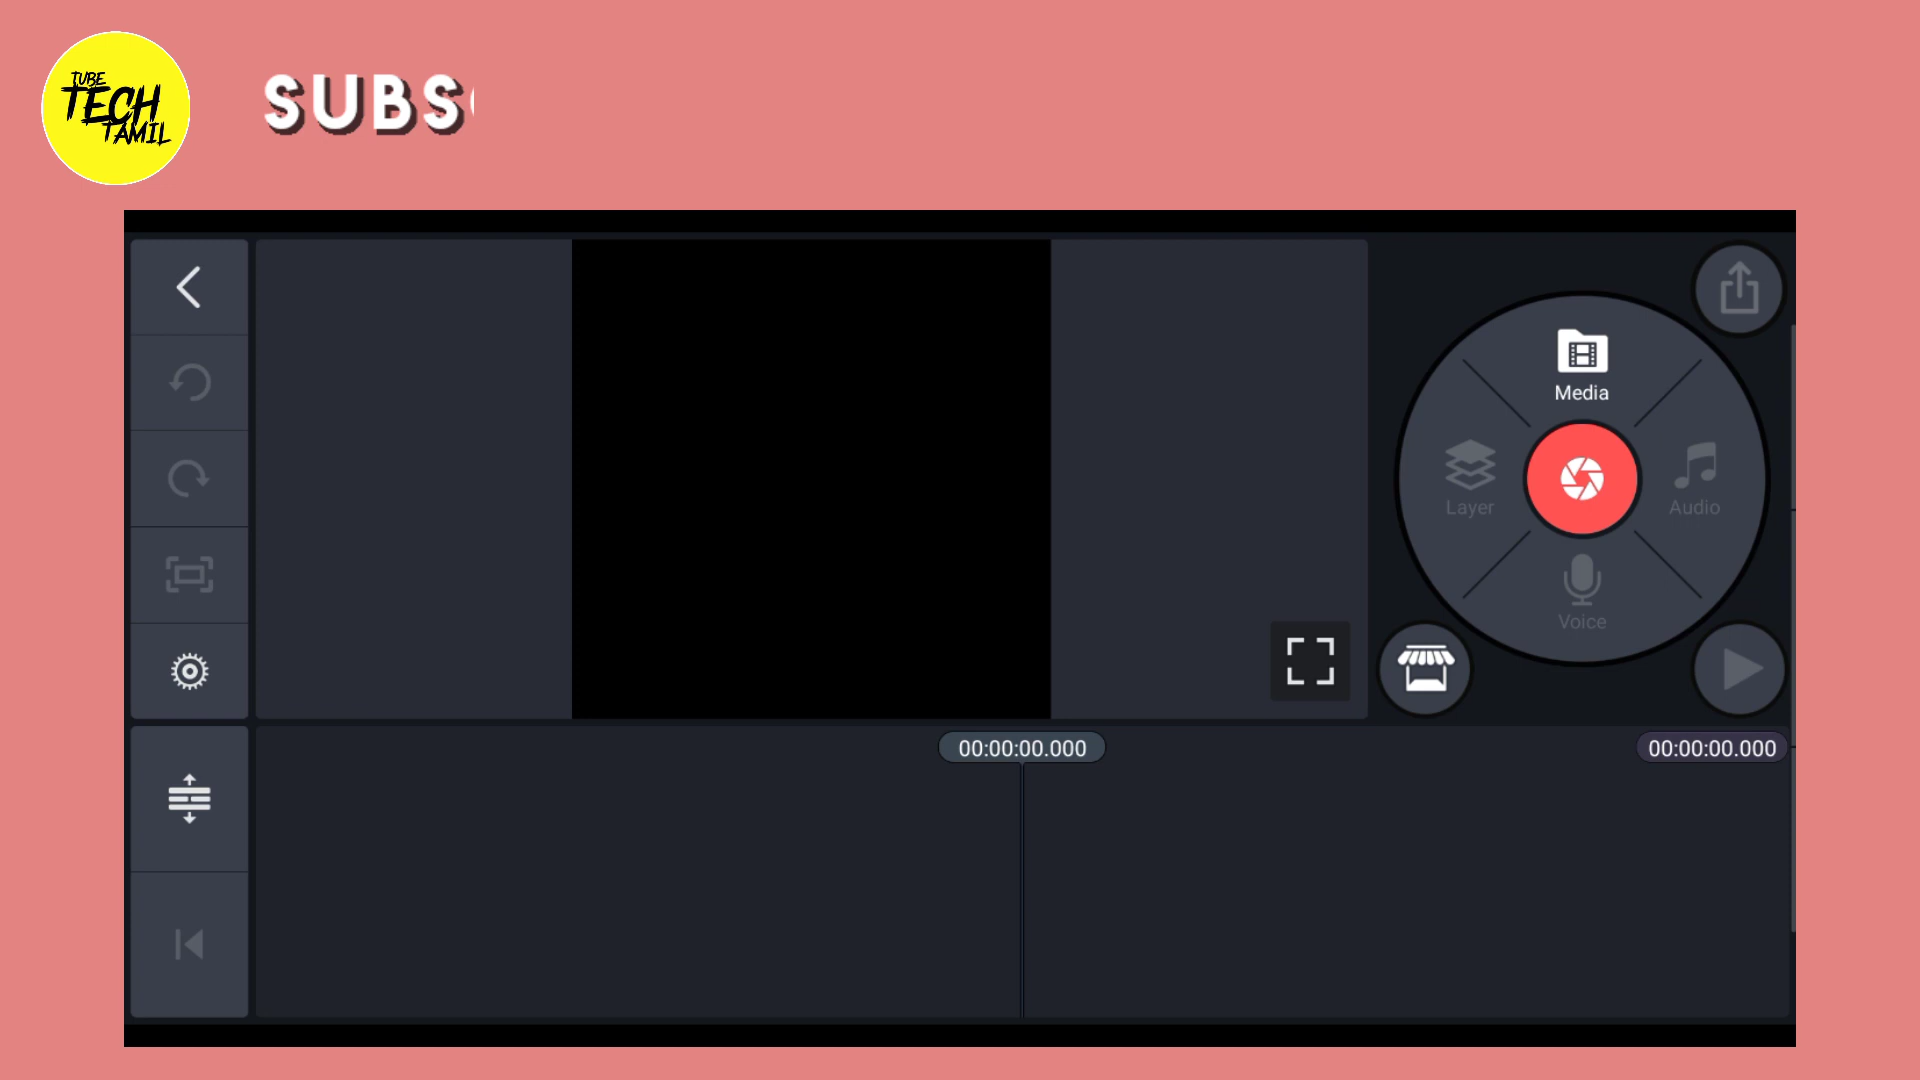 TUBE
TECH
TAMIL
SUBS
Media
Layer
Audio
Voice
00:00:00.000
00:00:00.000